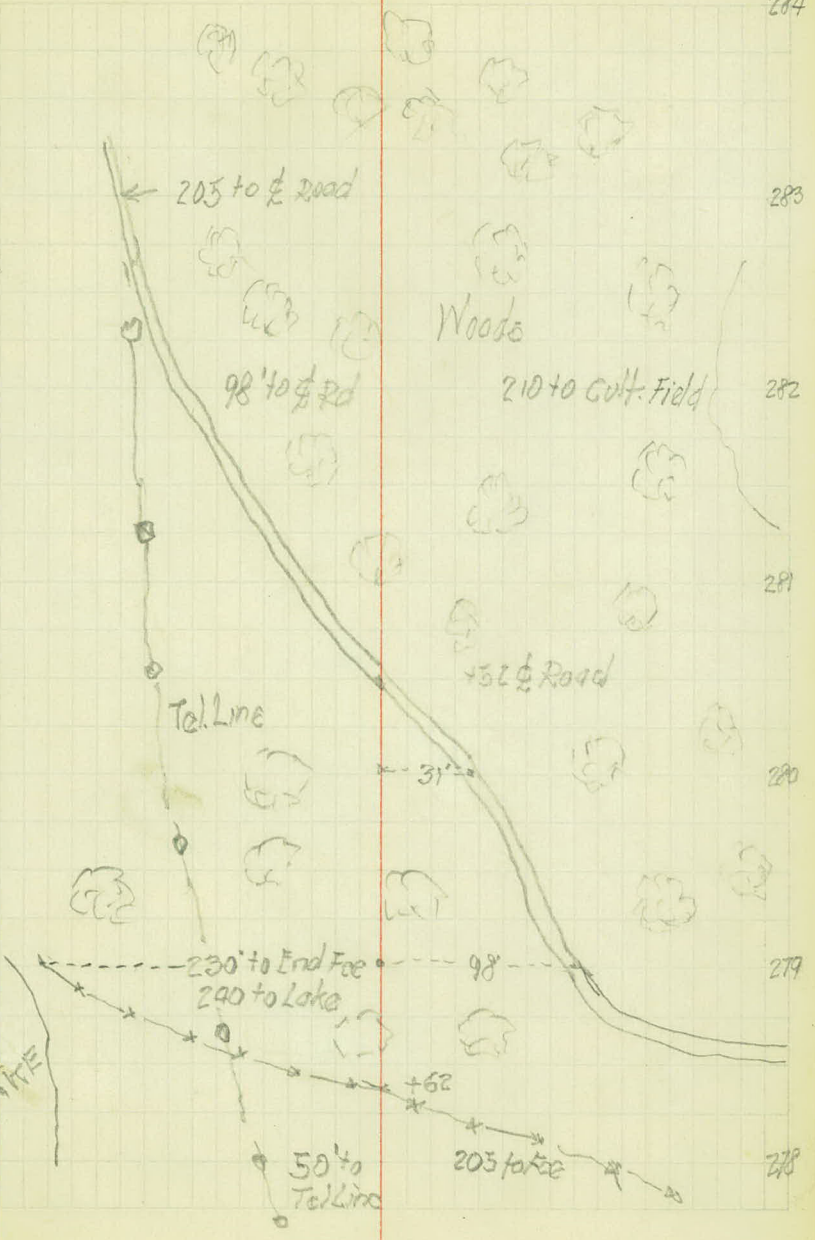 284
205 to ℄ Road
283
Woods
98' to ℄ Rd
210 to Cult. Field
282
281
+52 ℄ Road
Tel. Line
31'
280
230' to End Fce
98'
279
290 to Lake
+62
50' to
Tel Line
205 to Fce
278